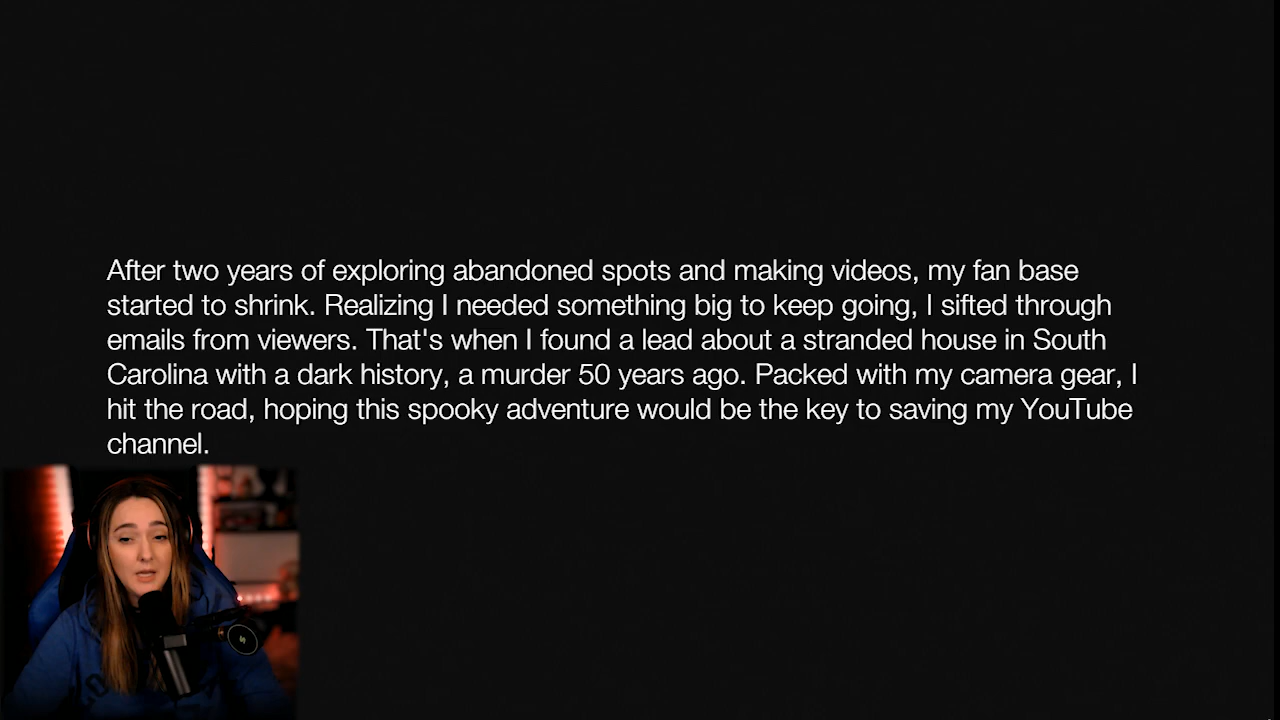 After two years of exploring abandoned spots and making videos, my fan base
started to shrink. Realizing I needed something big to keep going, I sifted through
emails from viewers. That's when I found a lead about a stranded house in South
Carolina with a dark history, a murder 50 years ago. Packed with my camera gear, I
hit the road, hoping this spooky adventure would be the key to saving my YouTube
channel.